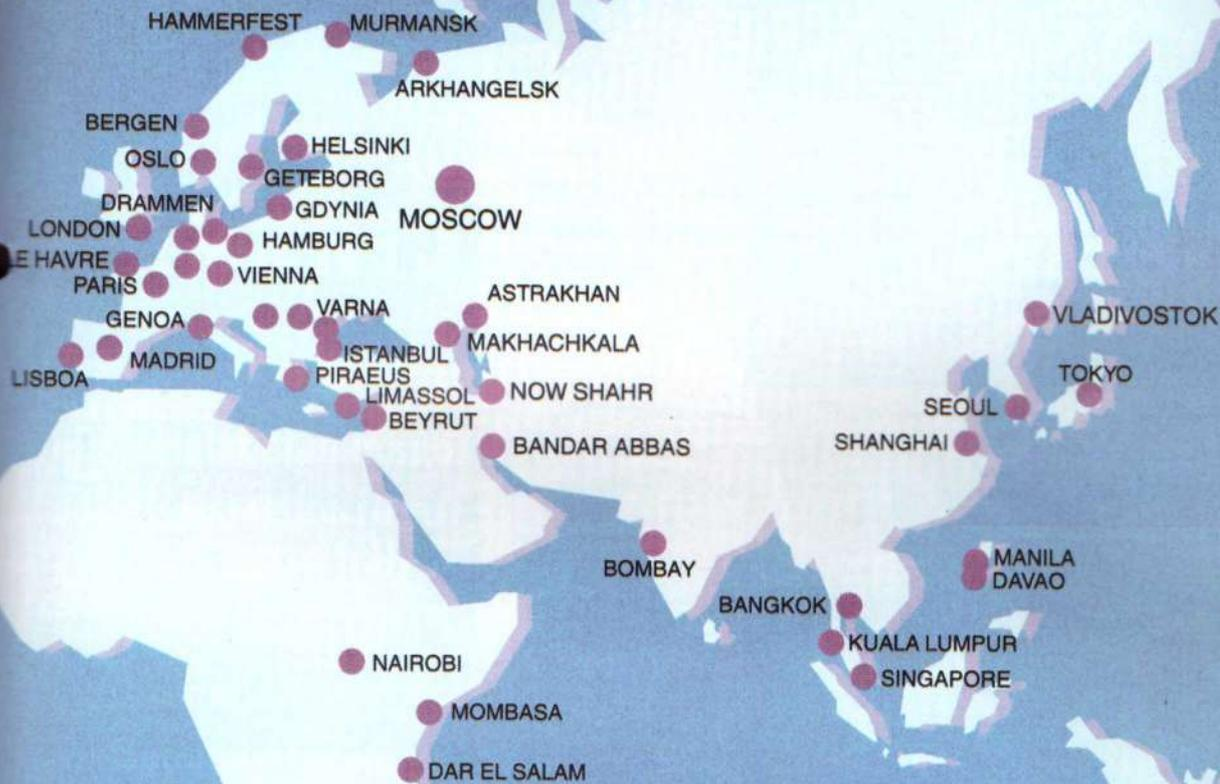 HAMMERFEST
MURMANSK
ARKHANGELSK
BERGEN
HELSINKI
OSLO
GETEBORG
DRAMMEN
GDYNIA
MOSCOW
LONDON
HAMBURG
LE HAVRE
VIENNA
PARIS
ASTRAKHAN
VARNA
GENOA
VLADIVOSTOK
MAKHACHKALA
ISTANBUL
MADRID
LISBOA
PIRAEUS
TOKYO
NOW SHAHR
LIMASSOL
SEOUL
BEYRUT
SHANGHAI
BANDAR ABBAS
MANILA
BOMBAY
DAVAO
BANGKOK
KUALA LUMPUR
NAIROBI
SINGAPORE
MOMBASA
DAR EL SALAM